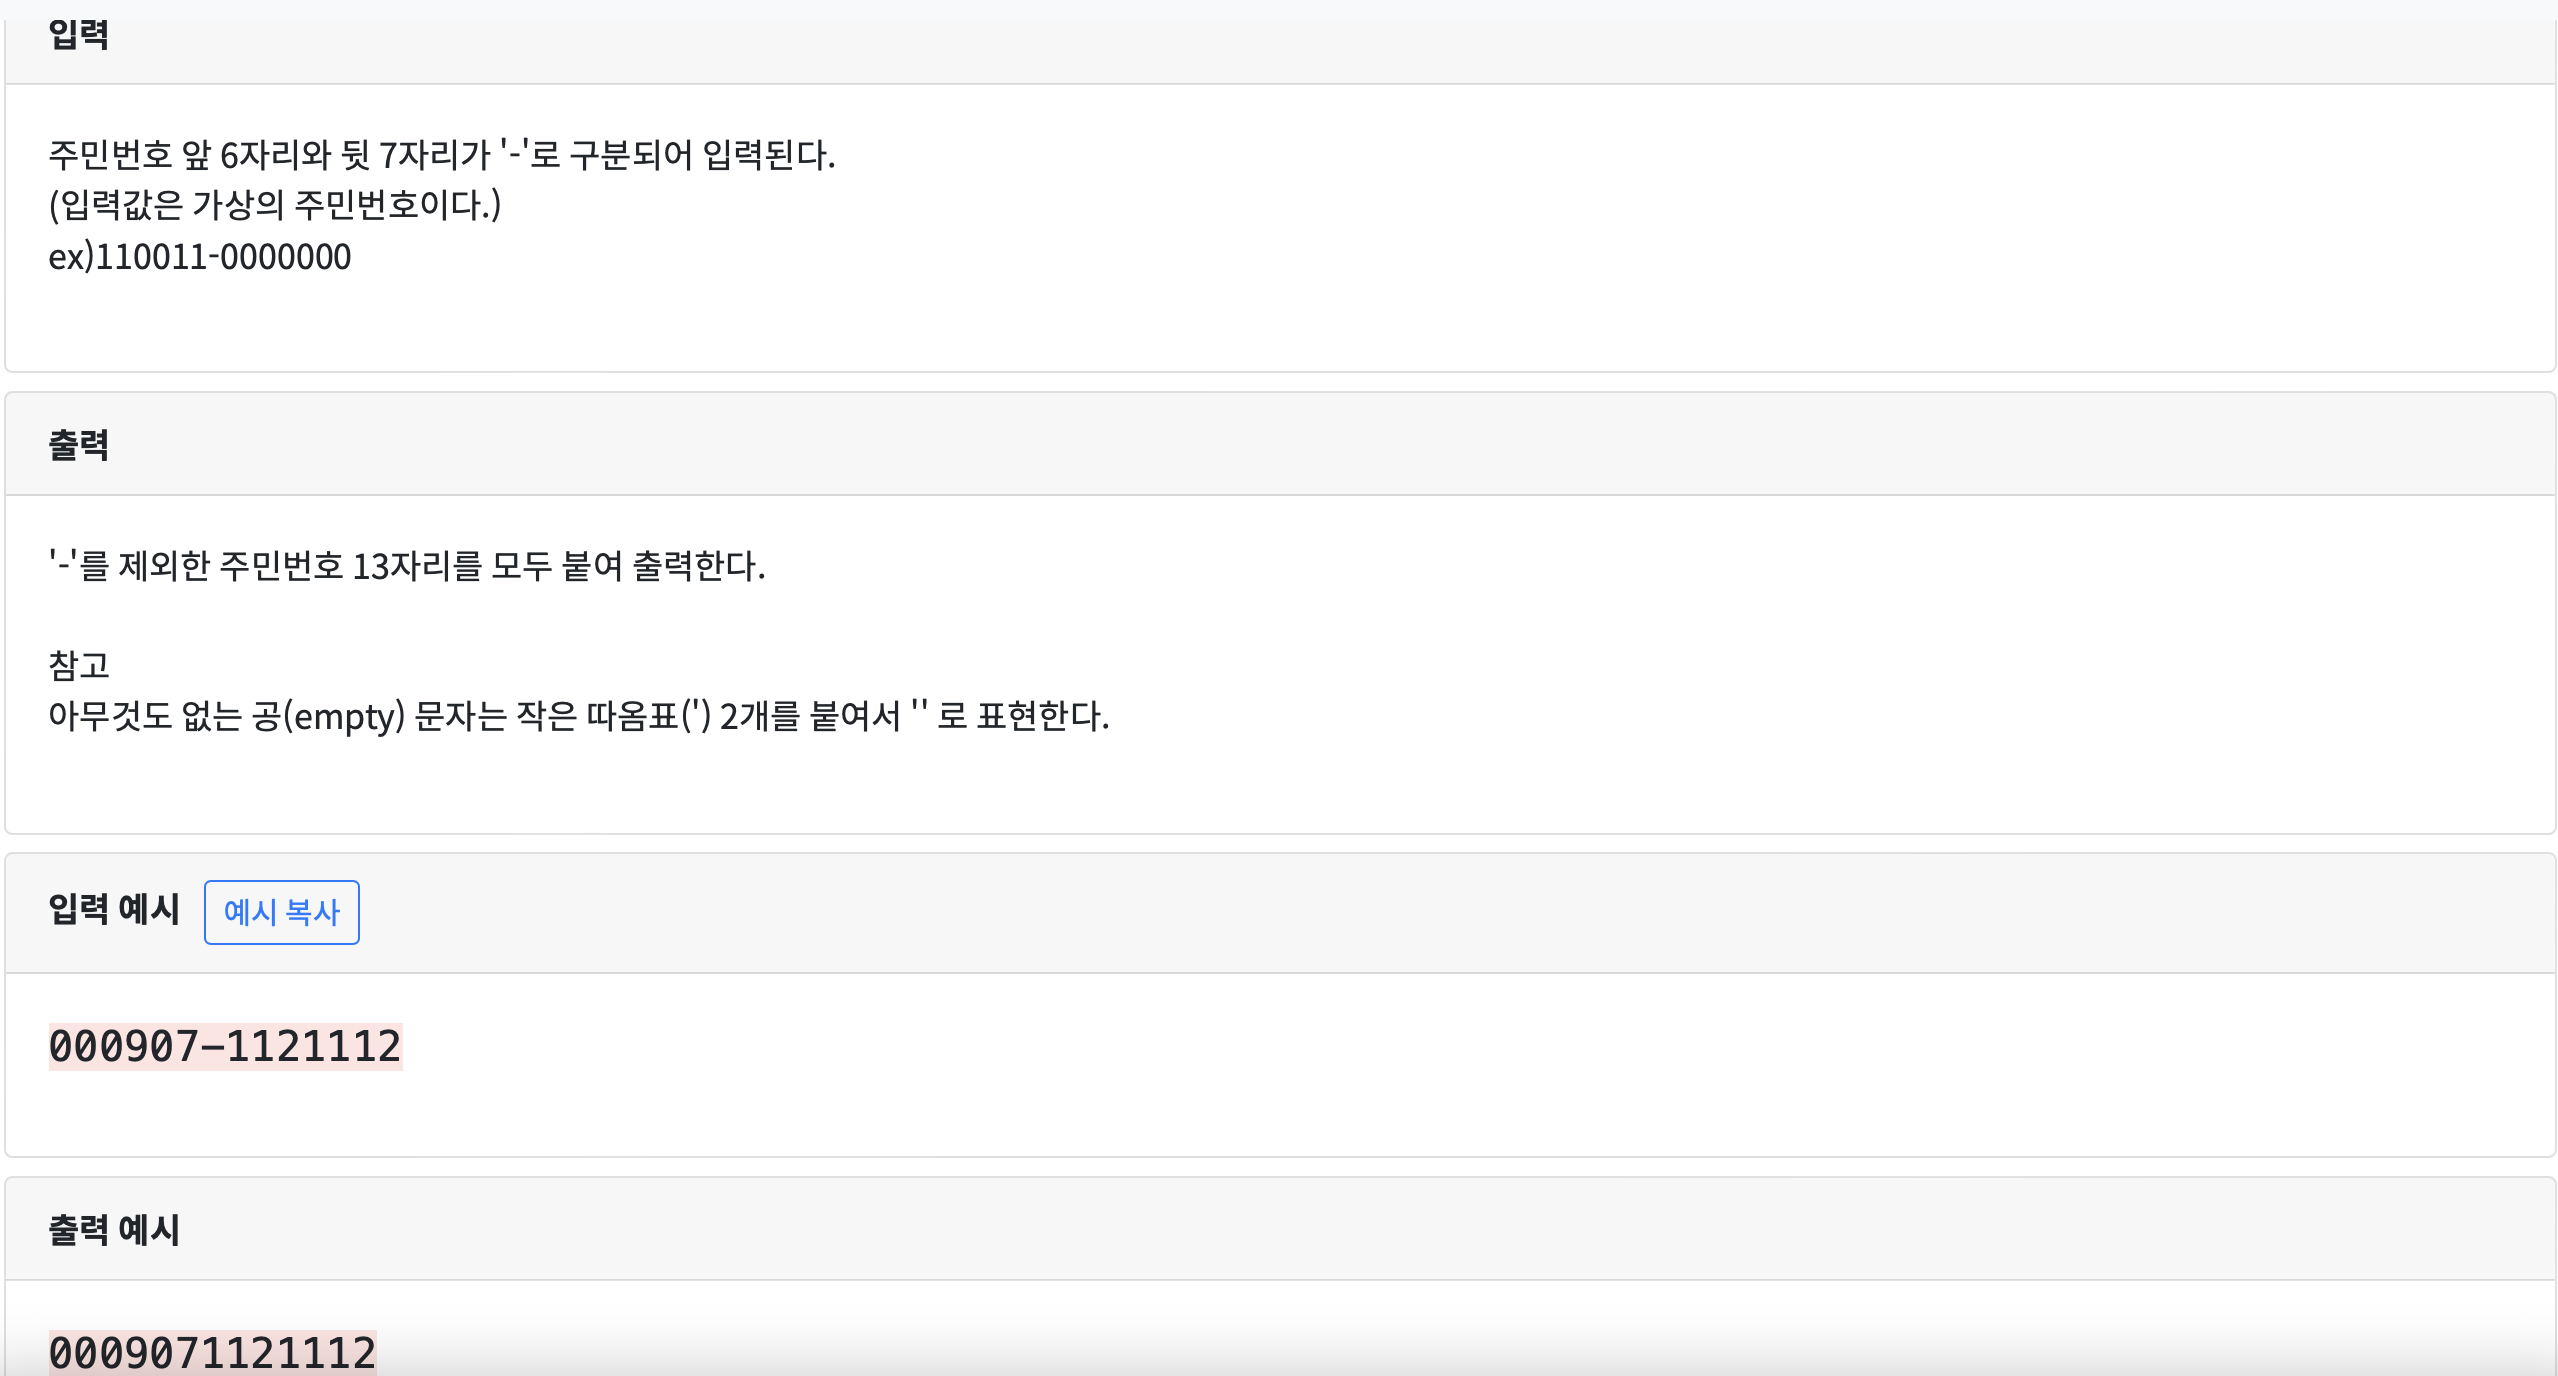 입력
주민번호 앞 6자리와 뒷 7자리가 '-'로 구분되어 입력된다.
(입력값은 가상의 주민번호이다.)
ex)110011-0000000
출력
'-'를 제외한 주민번호 13자리를 모두 붙여 출력한다.
참고
아무것도 없는 공(empty) 문자는 작은 따옴표(') 2개를 붙여서 '' 로 표현한다.
입력 예시 예시 복사
000907-1121112
출력 예시
0009071121112